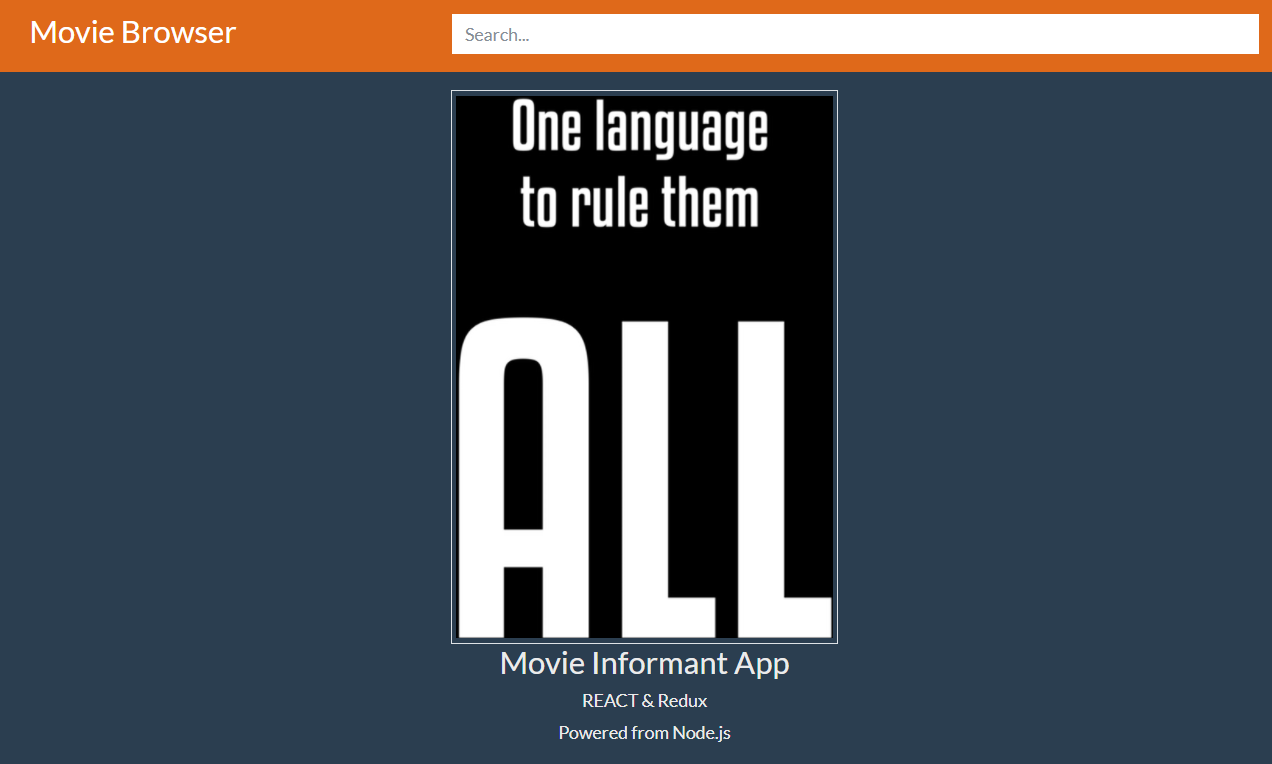 Movie Browser
Search...
One language
to rule them
ALL
Movie Informant App
REACT & Redux
Powered from Node.js